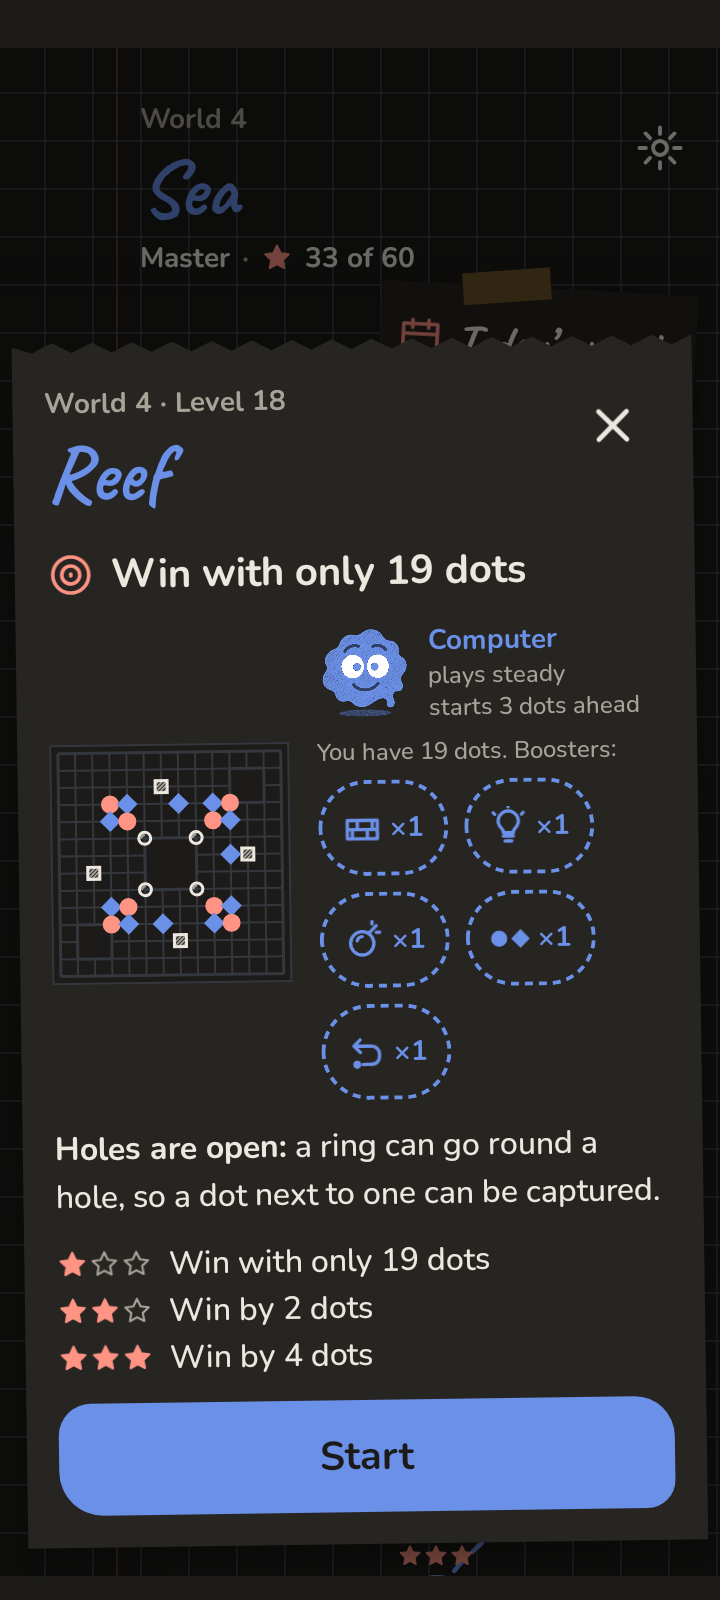 World 4
Sea
Master · 33 of 60
World 4 · Level 18
Reef
Win with only 19 dots
Computer
plays steady
starts 3 dots ahead
You have 19 dots. Boosters:
×1
×1
×1
×1
×1
Holes are open: a ring can go round a
hole, so a dot next to one can be captured.
Win with only 19 dots
Win by 2 dots
Win by 4 dots
Start